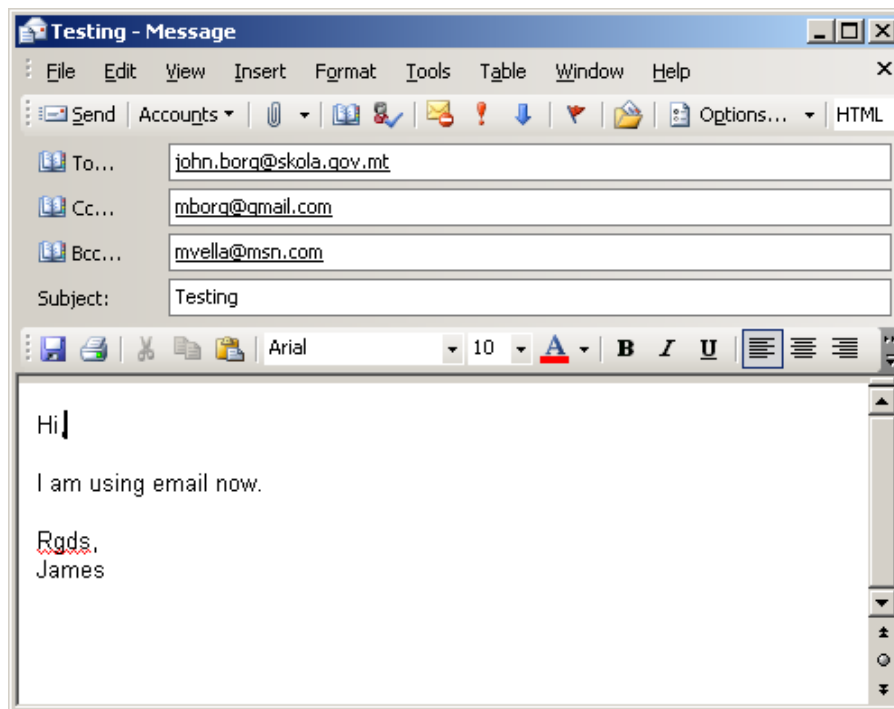 Testing - Message
File Edit View Insert Format Tools Table Window Help
Send Accounts Options... HTML
To... john.borg@skola.gov.mt
Cc... mborg@gmail.com
Bcc... mvella@msn.com
Subject: Testing
Arial 10 A B I U
Hi,
I am using email now.
Rgds,
James